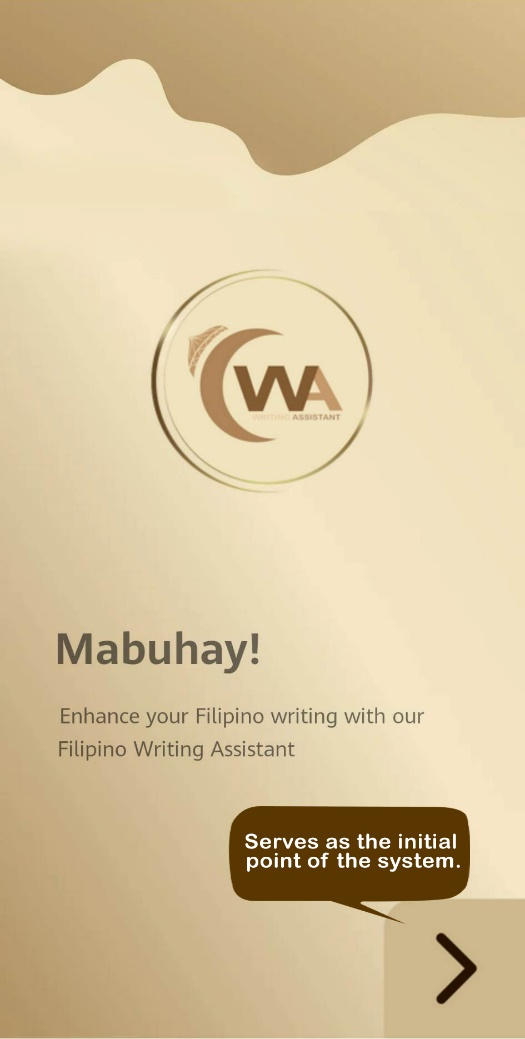 WA
WRITING ASSISTANT
Mabuhay!
Enhance your Filipino writing with our
Filipino Writing Assistant
Serves as the initial
point of the system.